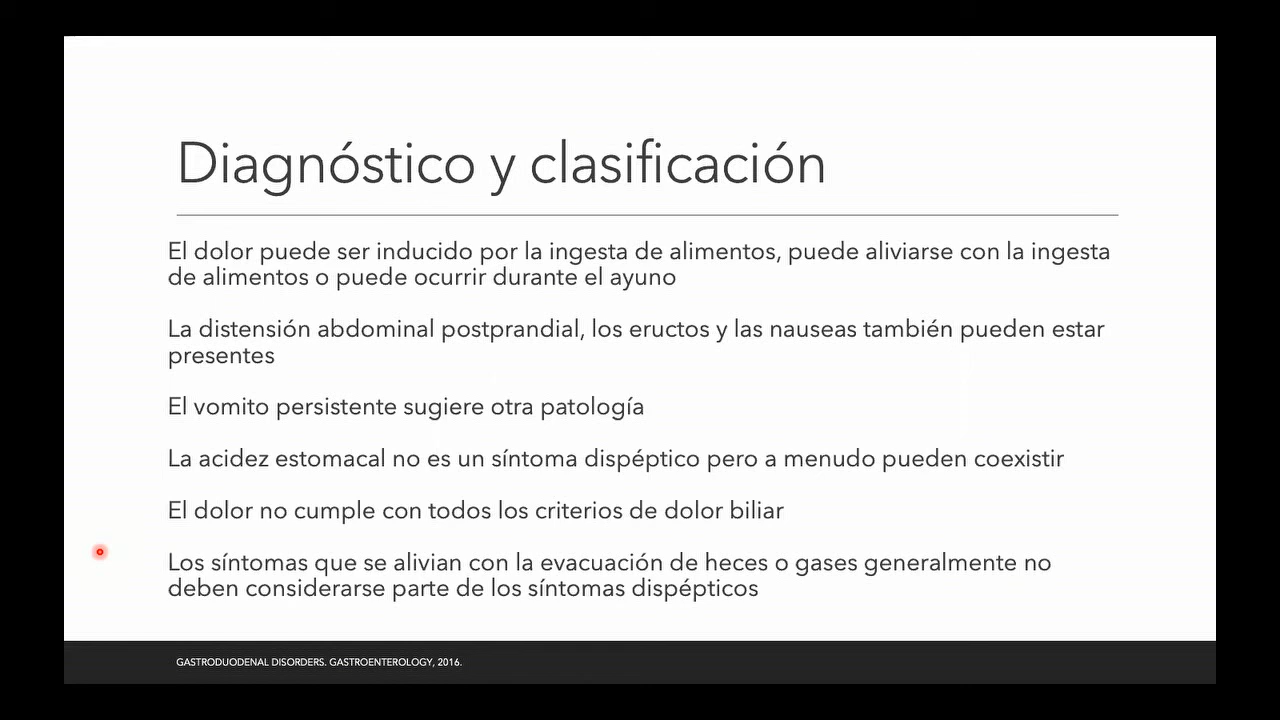 Diagnóstico y clasificación
El dolor puede ser inducido por la ingesta de alimentos, puede aliviarse con la ingesta
de alimentos o puede ocurrir durante el ayuno
La distensión abdominal postprandial, los eructos y las nauseas también pueden estar
presentes
El vomito persistente sugiere otra patología
La acidez estomacal no es un síntoma dispéptico pero a menudo pueden coexistir
El dolor no cumple con todos los criterios de dolor biliar
Los síntomas que se alivian con la evacuación de heces o gases generalmente no
deben considerarse parte de los síntomas dispépticos
GASTRODUODENAL DISORDERS. GASTROENTEROLOGY, 2016.